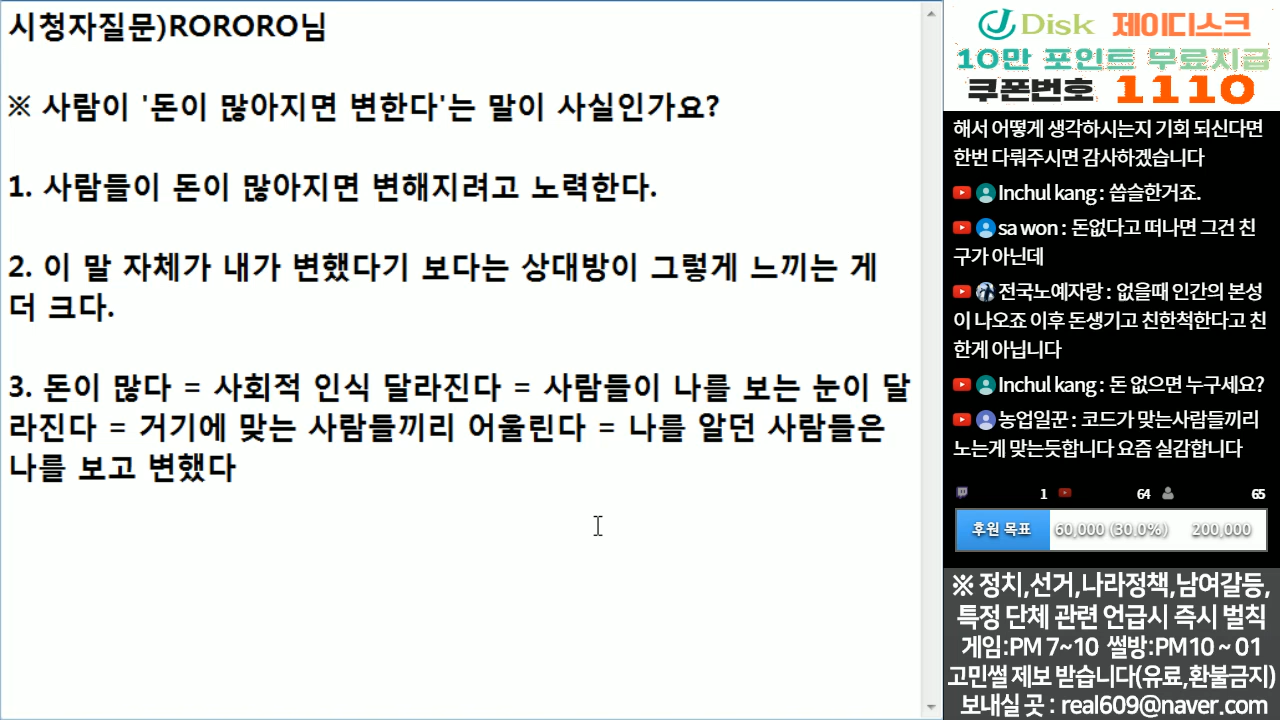 시청자질문)RORORO님
※ 사람이 '돈이 많아지면 변한다'는 말이 사실인가요?
1. 사람들이 돈이 많아지면 변해지려고 노력한다.
2. 이 말 자체가 내가 변했다기 보다는 상대방이 그렇게 느끼는 게
더 크다.
3. 돈이 많다 = 사회적 인식 달라진다 = 사람들이 나를 보는 눈이 달
라진다 = 거기에 맞는 사람들끼리 어울린다 = 나를 알던 사람들은
나를 보고 변했다
J Disk 제이디스크
10만 포인트 무료지급
쿠폰번호 1110
해서 어떻게 생각하시는지 기회 되신다면
한번 다뤄주시면 감사하겠습니다
Inchul kang : 씁슬한거죠.
sa won : 돈없다고 떠나면 그건 친
구가 아닌데
전국노예자랑 : 없을때 인간의 본성
이 나오죠 이후 돈생기고 친한척한다고 친
한게 아닙니다
Inchul kang : 돈 없으면 누구세요?
농업일꾼 : 코드가 맞는사람들끼리
노는게 맞는듯합니다 요즘 실감합니다
1 64 65
후원 목표 60,000 (30.0%) 200,000
※ 정치,선거,나라정책,남여갈등,
특정 단체 관련 언급시 즉시 벌칙
게임:PM 7~10 썰방:PM 10 ~ 01
고민썰 제보 받습니다(유료,환불금지)
보내실 곳 : real609@naver.com